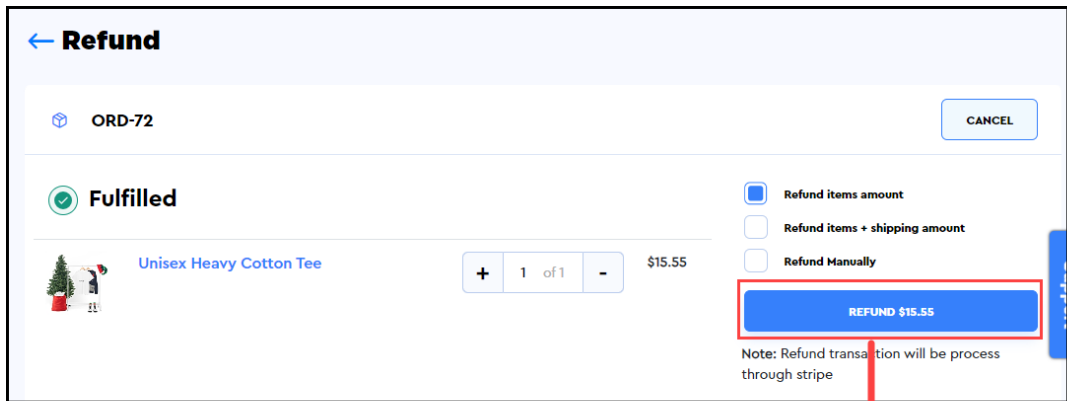 ← Refund
ORD-72
CANCEL
Fulfilled
Refund items amount
Refund items + shipping amount
Unisex Heavy Cotton Tee
+ 1 of 1 -
$15.55
Refund Manually
REFUND $15.55
Note: Refund transaction will be process
through stripe